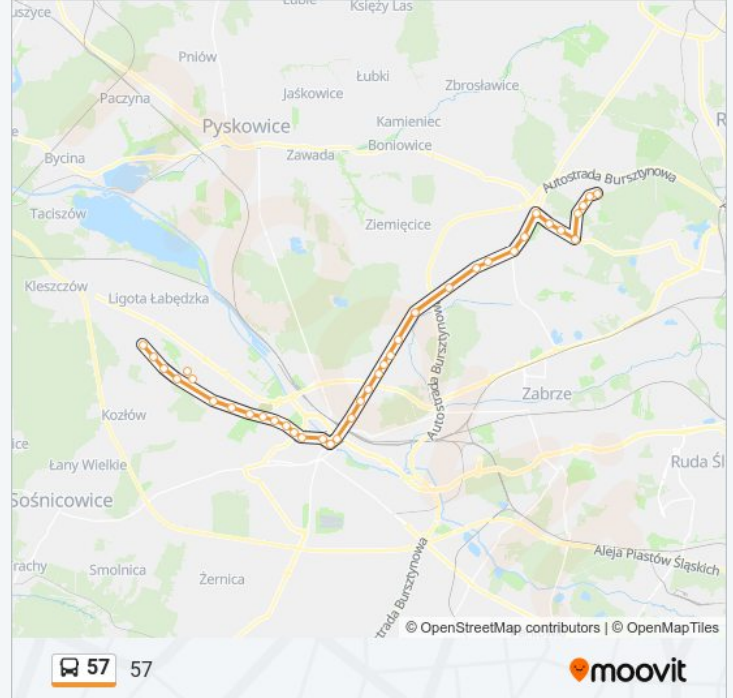 uszyce
Łubie
Księży Las
Pniów
Łubki
Zbrosławice
Paczyna
Jaśkowice
Kamieniec
Pyskowice
Boniowice
Zawada
Bycina
Autostrada Bursztynowa
Taciszów
Ziemięcice
Kleszczów
Ligota Łabędzka
Autostrada Bursztynowa
Zabrze
Kozłów
Łany Wielkie
Ruda Śl
Sośnicowice
Aleja Piastów Śląskich
rachy
Smolnica
Żernica
trada Bursztynowa
© OpenStreetMap contributors | © OpenMapTiles
57 57
moovit